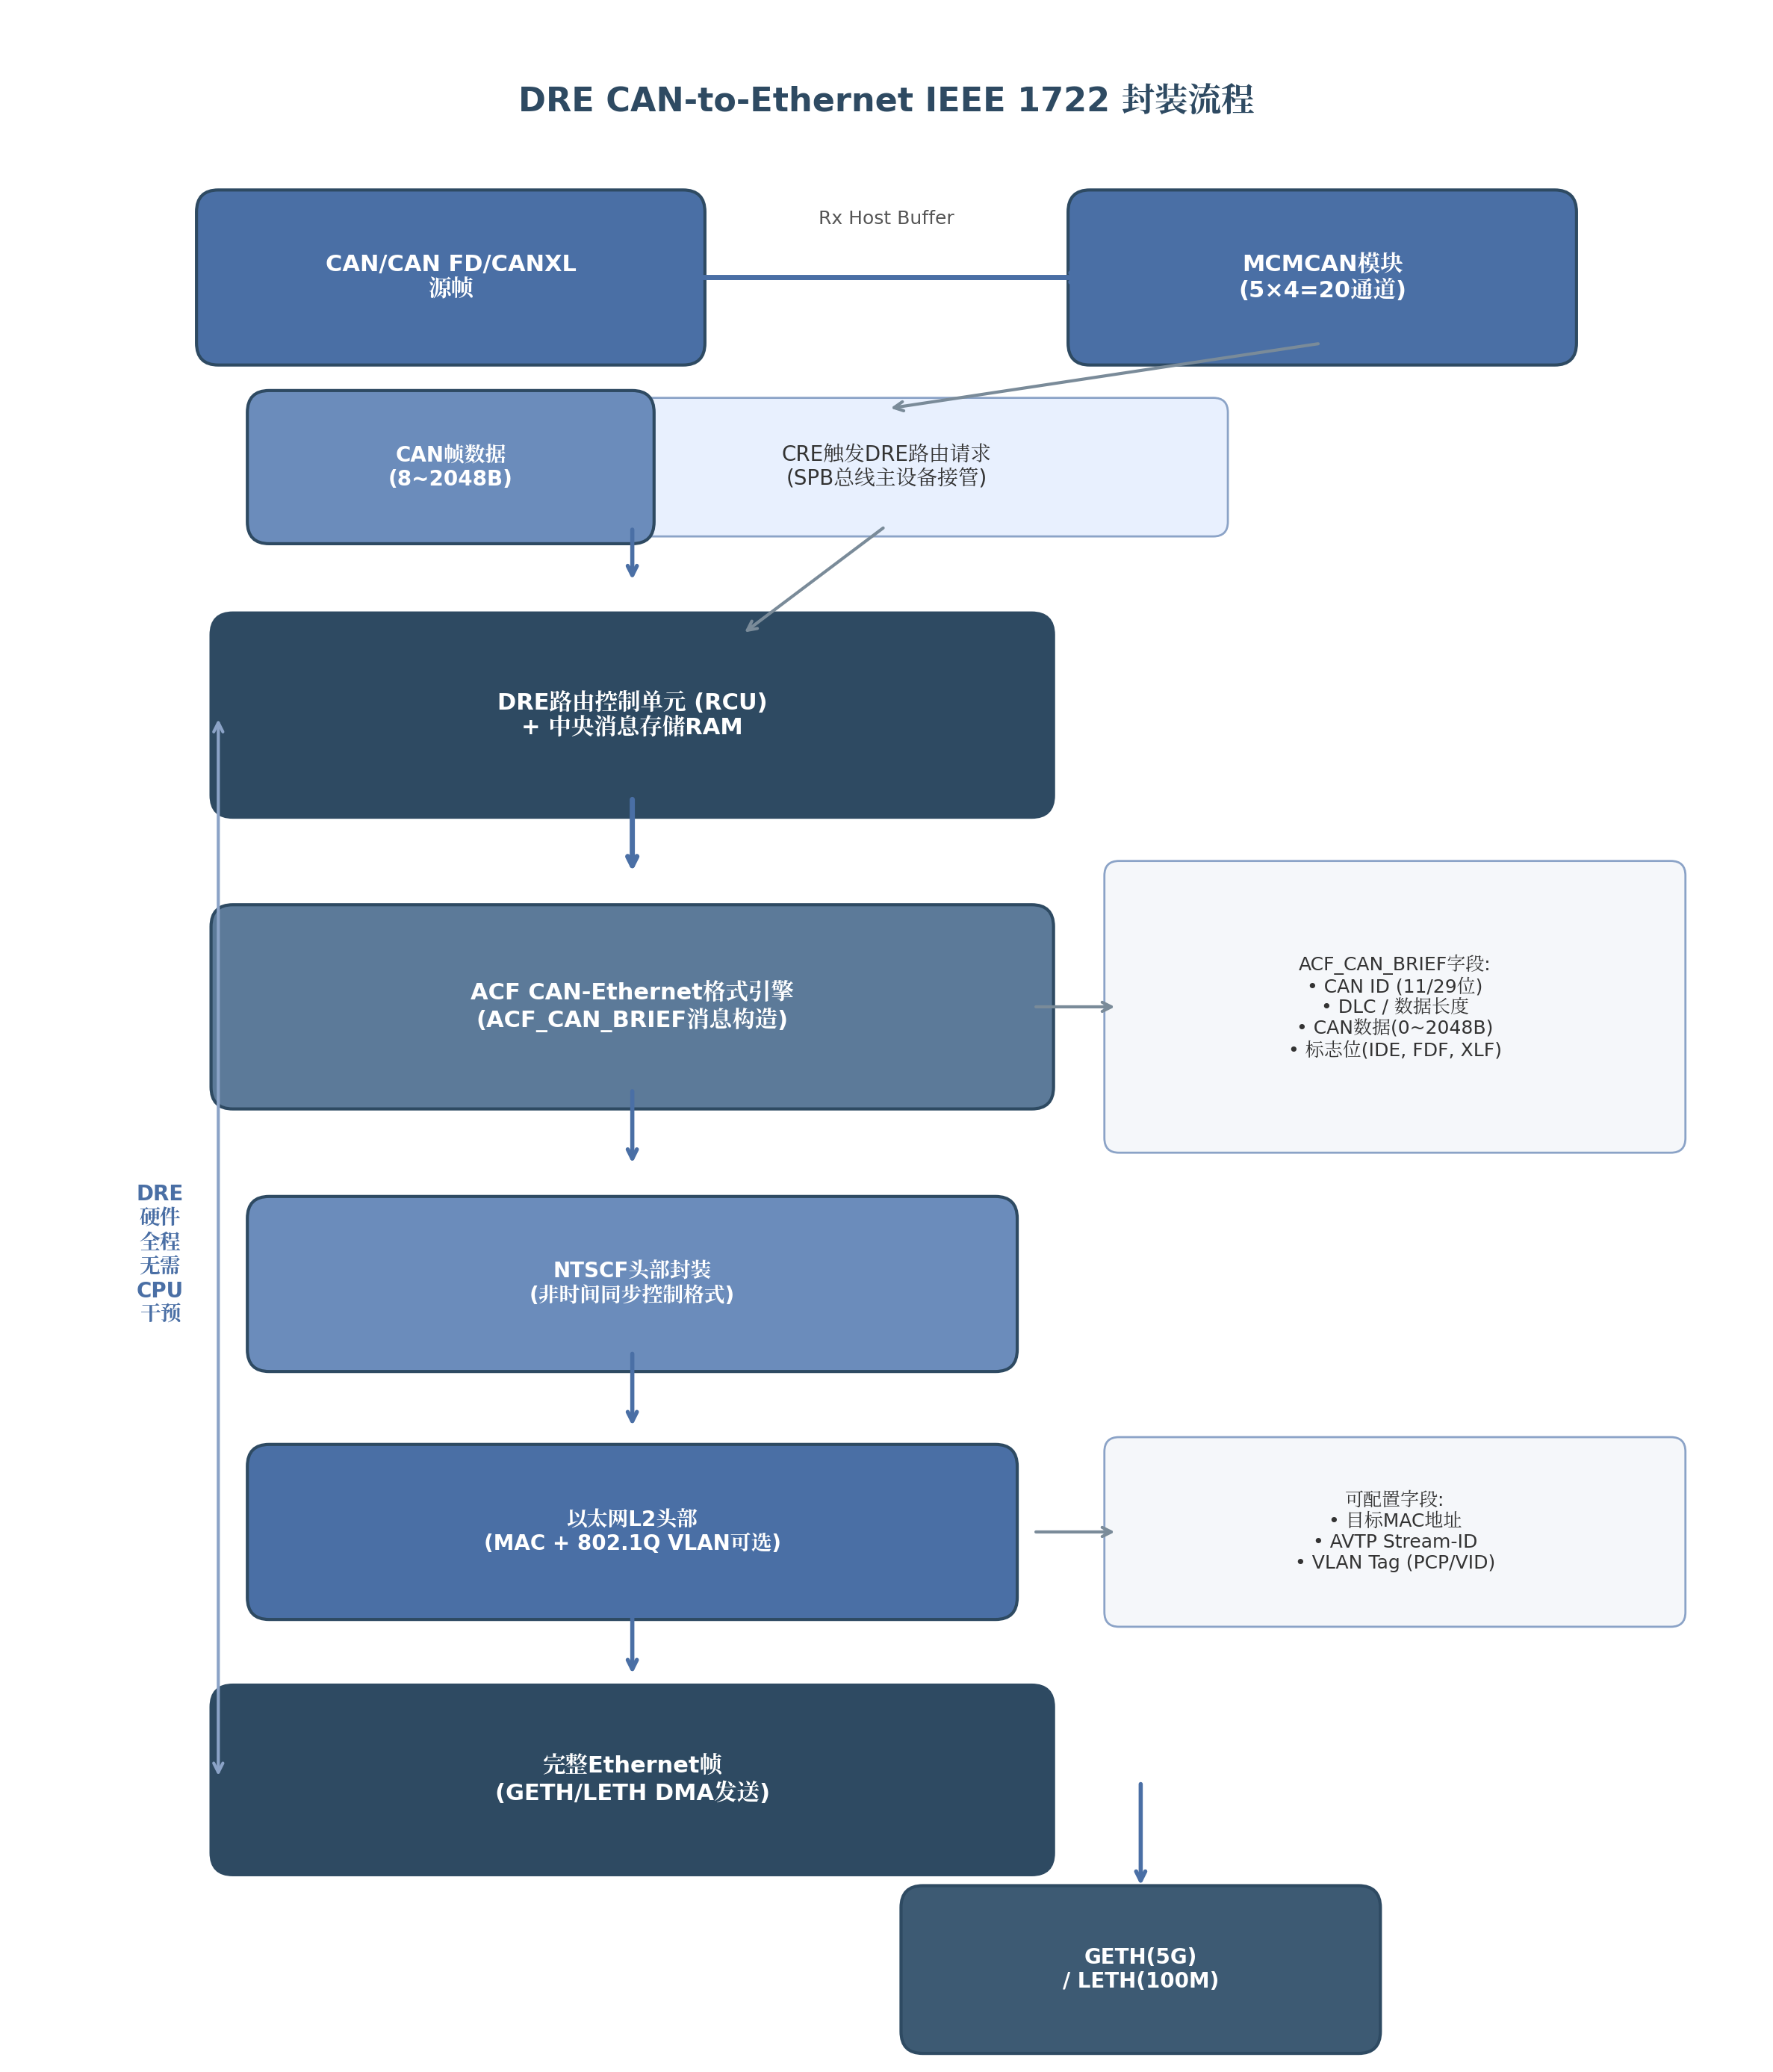 DRE CAN-to-Ethernet IEEE 1722 封装流程
CAN/CAN FD/CANXL
源帧
Rx Host Buffer
MCMCAN模块
(5×4=20通道)
CAN帧数据
(8~2048B)
CRE触发DRE路由请求
(SPB总线主设备接管)
DRE路由控制单元 (RCU)
+ 中央消息存储RAM
ACF CAN-Ethernet格式引擎
(ACF_CAN_BRIEF消息构造)
ACF_CAN_BRIEF字段:
• CAN ID (11/29位)
• DLC / 数据长度
• CAN数据(0~2048B)
• 标志位(IDE, FDF, XLF)
DRE
硬件
全程
无需
CPU
干预
NTSCF头部封装
(非时间同步控制格式)
以太网L2头部
(MAC + 802.1Q VLAN可选)
可配置字段:
• 目标MAC地址
• AVTP Stream-ID
• VLAN Tag (PCP/VID)
完整Ethernet帧
(GETH/LETH DMA发送)
GETH(5G)
/ LETH(100M)